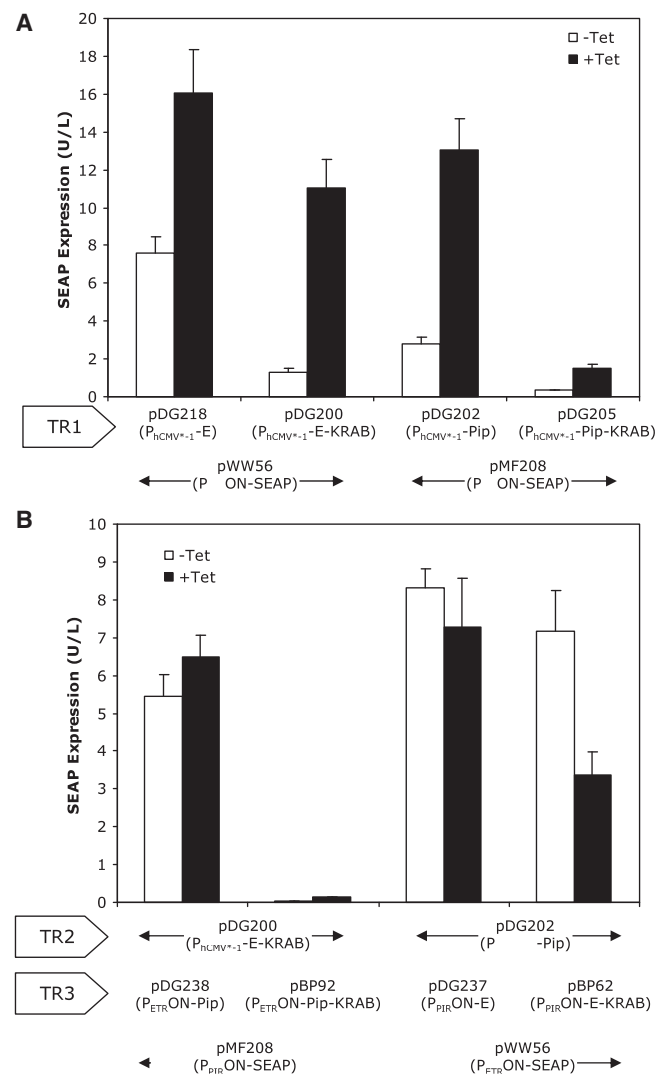 A
20
18
16
14
12
10
8
6
4
2
0
SEAP Expression (U/L)
-Tet
+Tet
TR1
pDG218 pDG200 pDG202 pDG205
(PhCMV*-1-E) (PhCMV*-1-E-KRAB) (PhCMV*-1-Pip) (PhCMV*-1-Pip-KRAB)
pWW56 pMF208
(P ON-SEAP) (P ON-SEAP)
B
10
9
8
7
6
5
4
3
2
1
0
SEAP Expression (U/L)
-Tet
+Tet
TR2
pDG200 pDG202
(PhCMV*-1-E-KRAB) (P -Pip)
TR3
pDG238 pBP92 pDG237 pBP62
(PETRON-Pip) (PETRON-Pip-KRAB) (PPIRON-E) (PPIRON-E-KRAB)
pMF208 pWW56
(PPIRON-SEAP) (PETRON-SEAP)